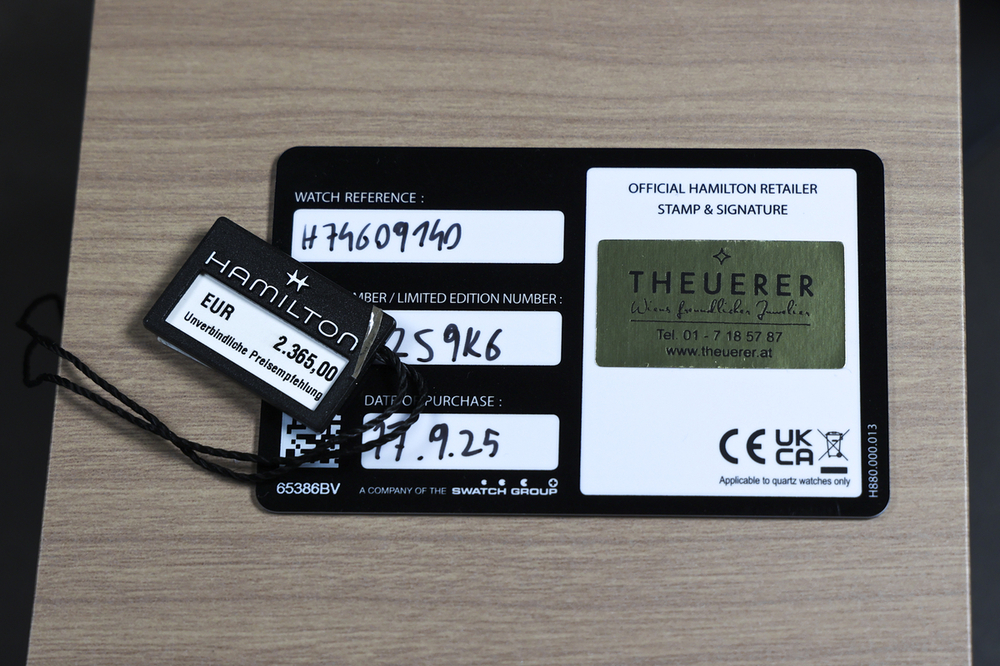 WATCH REFERENCE :
H74609140
MBER / LIMITED EDITION NUMBER :
259K6
DATE OF PURCHASE :
17.9.25
65386BV
A COMPANY OF THE SWATCH GROUP
HAMILTON
EUR
2.365,00
Unverbindliche Preisempfehlung
OFFICIAL HAMILTON RETAILER
STAMP & SIGNATURE
THEUERER
Wiens freundlicher Juwelier
Tel. 01 - 7 18 57 87
www.theuerer.at
CE UK
CA
Applicable to quartz watches only
H880.000.013